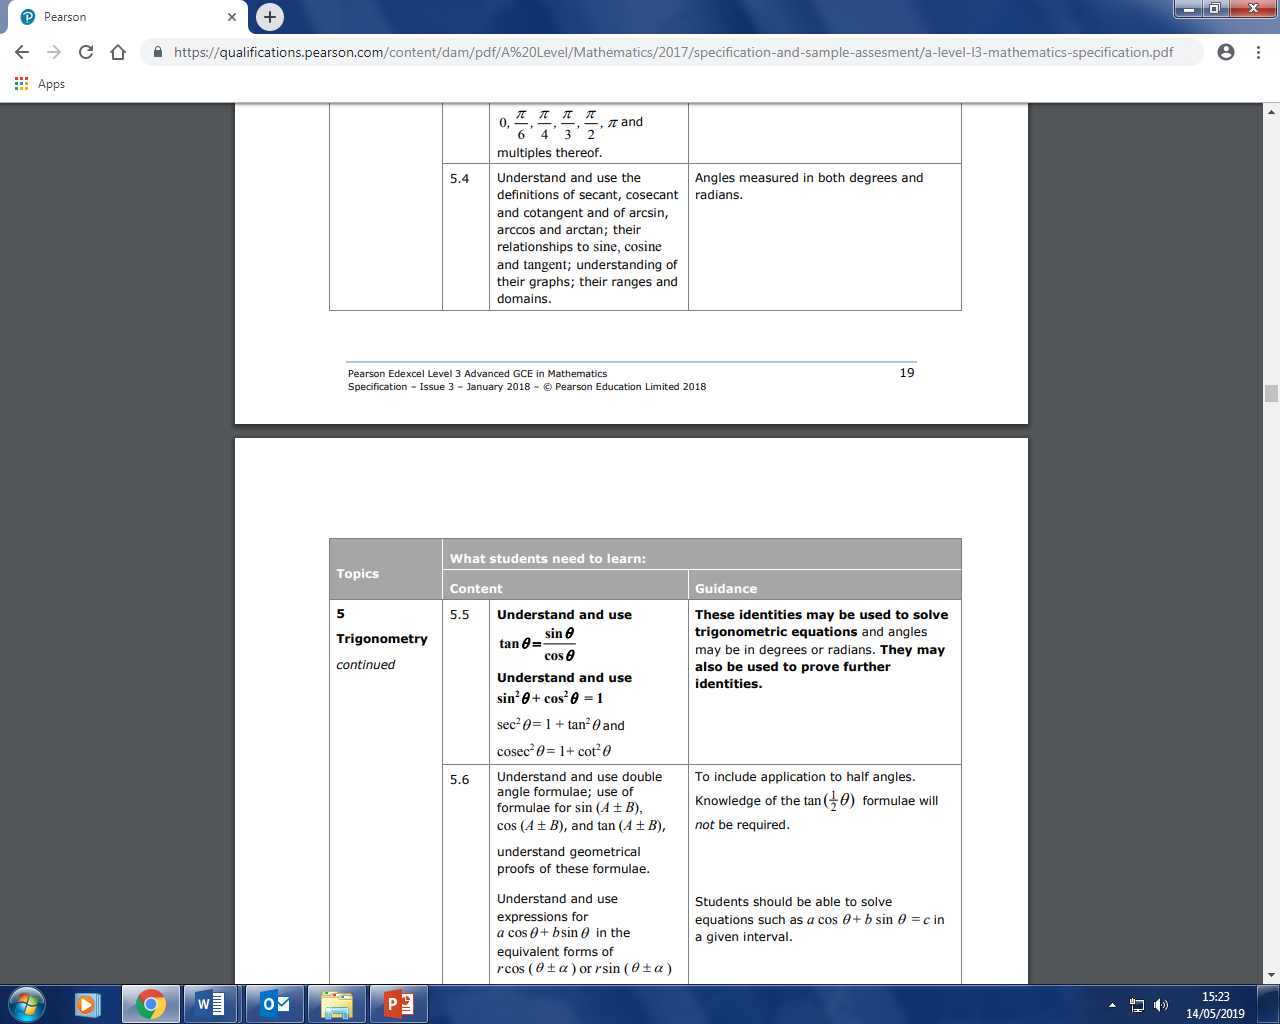 Pearson
https://qualifications.pearson.com/content/dam/pdf/A%20Level/Mathematics/2017/specification-and-sample-assesment/a-level-l3-mathematics-specification.pdf
Apps
0, π/6, π/4, π/3, π/2, π and
multiples thereof.
5.4
Understand and use the
definitions of secant, cosecant
and cotangent and of arcsin,
arccos and arctan; their
relationships to sine, cosine
and tangent; understanding of
their graphs; their ranges and
domains.
Angles measured in both degrees and
radians.
Pearson Edexcel Level 3 Advanced GCE in Mathematics
Specification – Issue 3 – January 2018 – © Pearson Education Limited 2018
19
Topics
What students need to learn:
Content
Guidance
5
Trigonometry
continued
5.5
Understand and use
tan θ = sin θ / cos θ
Understand and use
sin² θ + cos² θ = 1
sec² θ = 1 + tan² θ and
cosec² θ = 1 + cot² θ
These identities may be used to solve
trigonometric equations and angles
may be in degrees or radians. They may
also be used to prove further
identities.
5.6
Understand and use double
angle formulae; use of
formulae for sin (A ± B),
cos (A ± B), and tan (A ± B),
understand geometrical
proofs of these formulae.
Understand and use
expressions for
a cos θ + b sin θ in the
equivalent forms of
r cos (θ ± α) or r sin (θ ± α)
To include application to half angles.
Knowledge of the tan (½ θ) formulae will
not be required.
Students should be able to solve
equations such as a cos θ + b sin θ = c in
a given interval.
15:23
14/05/2019